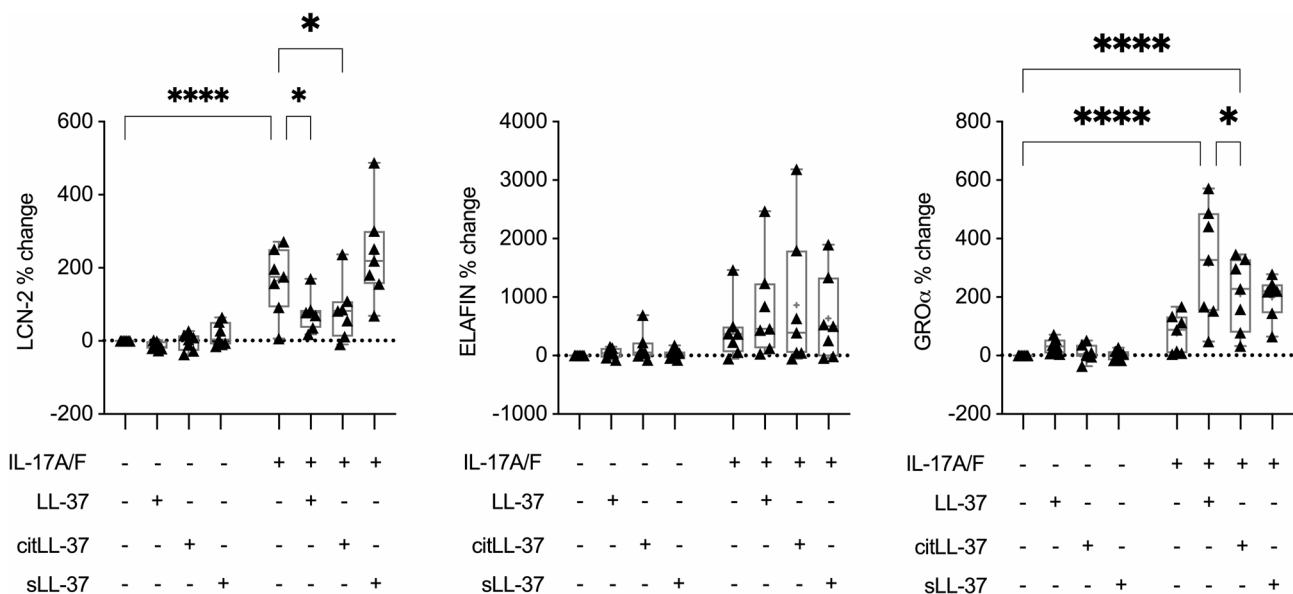 *
****
*
LCN-2 % change
600
400
200
0
-200
IL-17A/F - - - - + + + +
LL-37 - + - - - + - -
citLL-37 - - + - - - + -
sLL-37 - - - + - - - +
ELAFIN % change
4000
3000
2000
1000
0
-1000
IL-17A/F - - - - + + + +
LL-37 - + - - - + - -
citLL-37 - - + - - - + -
sLL-37 - - - + - - - +
****
****
*
GROα % change
800
600
400
200
0
-200
IL-17A/F - - - - + + + +
LL-37 - + - - - + - -
citLL-37 - - + - - - + -
sLL-37 - - - + - - - +